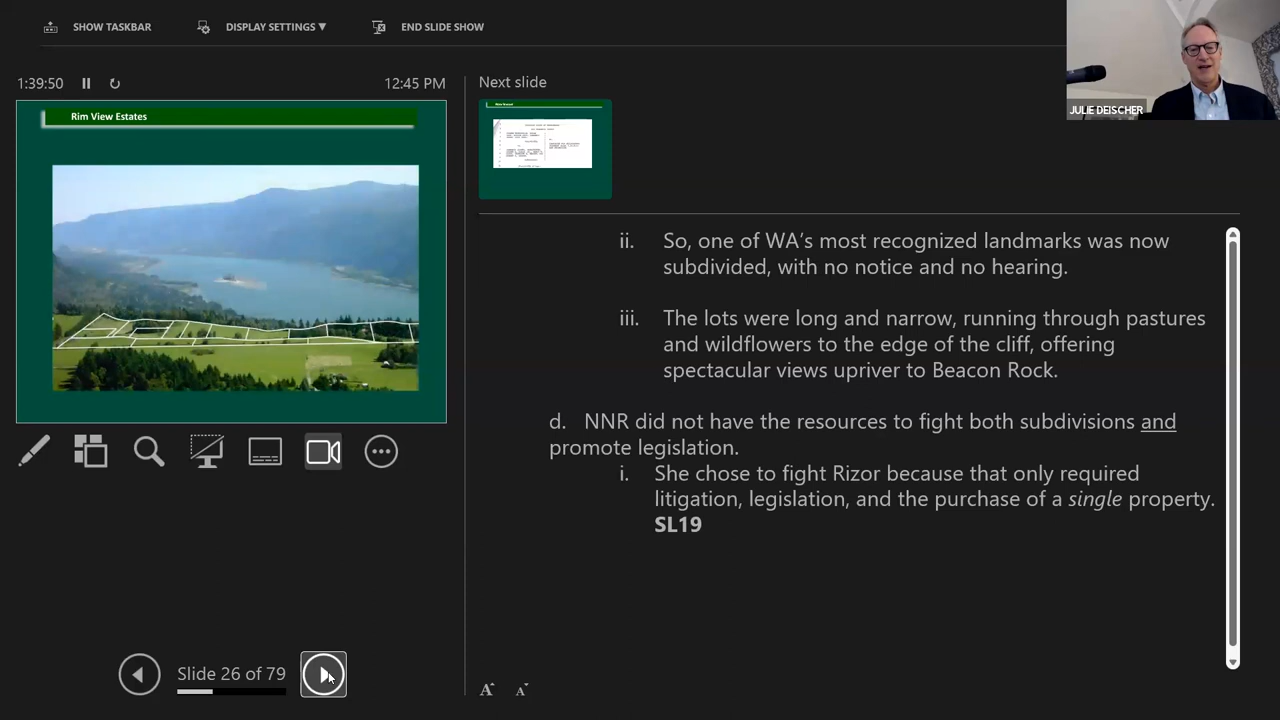 SHOW TASKBAR
DISPLAY SETTINGS ▼
END SLIDE SHOW
JULIE DEISCHER
1:39:50
12:45 PM
Rim View Estates
Next slide
ii. So, one of WA’s most recognized landmarks was now
subdivided, with no notice and no hearing.
iii. The lots were long and narrow, running through pastures
and wildflowers to the edge of the cliff, offering
spectacular views upriver to Beacon Rock.
d. NNR did not have the resources to fight both subdivisions and
promote legislation.
i. She chose to fight Rizor because that only required
litigation, legislation, and the purchase of a single property.
SL19
Slide 26 of 79
A A